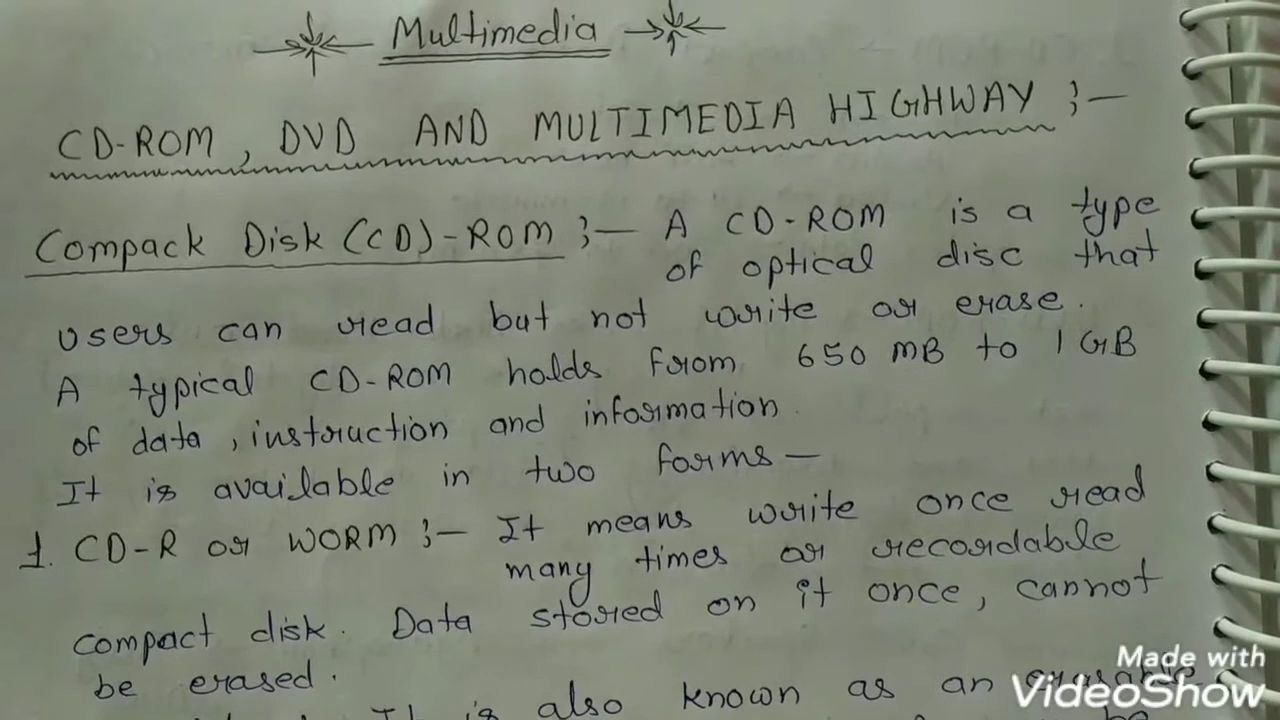 Multimedia
CD-ROM, DVD AND MULTIMEDIA HIGHWAY :-
Compack Disk (CD)-ROM :- A CD-ROM is a type
of optical disc that
users can read but not write or erase.
A typical CD-ROM holds from 650 MB to 1 GB
of data, instruction and information.
It is available in two forms -
1. CD-R or WORM :- It means write once read
many times or recordable
compact disk. Data stored on it once, cannot
be erased.
It is also known as an erasable
be
Made with
VideoShow